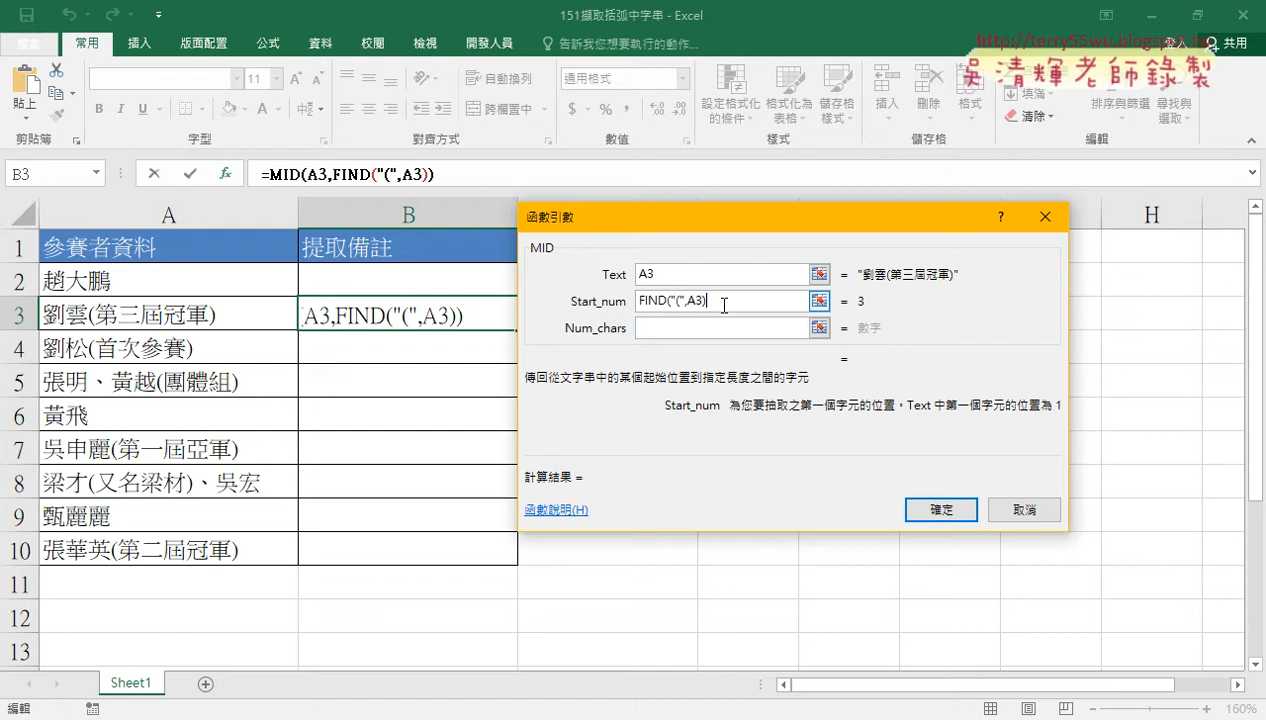 151擷取括弧中字串 - Excel
http://terry55wu.blogspot.tw
吳清輝老師錄製
檔案 常用 插入 版面配置 公式 資料 校閱 檢視 開發人員 告訴我您想要執行的動作... 登入 共用
貼上 11 自動換列 通用格式 設定格式化的條件 格式化為表格 儲存格樣式 插入 刪除 格式 填滿 排序與篩選 尋找與選取
B I U A 中 跨欄置中 $ % , 清除
剪貼簿 字型 對齊方式 數值 樣式 儲存格 編輯
B3 fx =MID(A3,FIND("(",A3))
A B H
1 參賽者資料 提取備註
2 趙大鵬
3 劉雲(第三屆冠軍) A3,FIND("(",A3))
4 劉松(首次參賽)
5 張明、黃越(團體組)
6 黃飛
7 吳申麗(第一屆亞軍)
8 梁才(又名梁材)、吳宏
9 甄麗麗
10 張華英(第二屆冠軍)
11
12
13
函數引數 ?
MID
Text A3 = "劉雲(第三屆冠軍)"
Start_num FIND("(",A3) = 3
Num_chars = 數字
=
傳回從文字串中的某個起始位置到指定長度之間的字元
Start_num 為您要抽取之第一個字元的位置。Text 中第一個字元的位置為 1
計算結果 =
函數說明(H) 確定 取消
Sheet1
編輯 160%